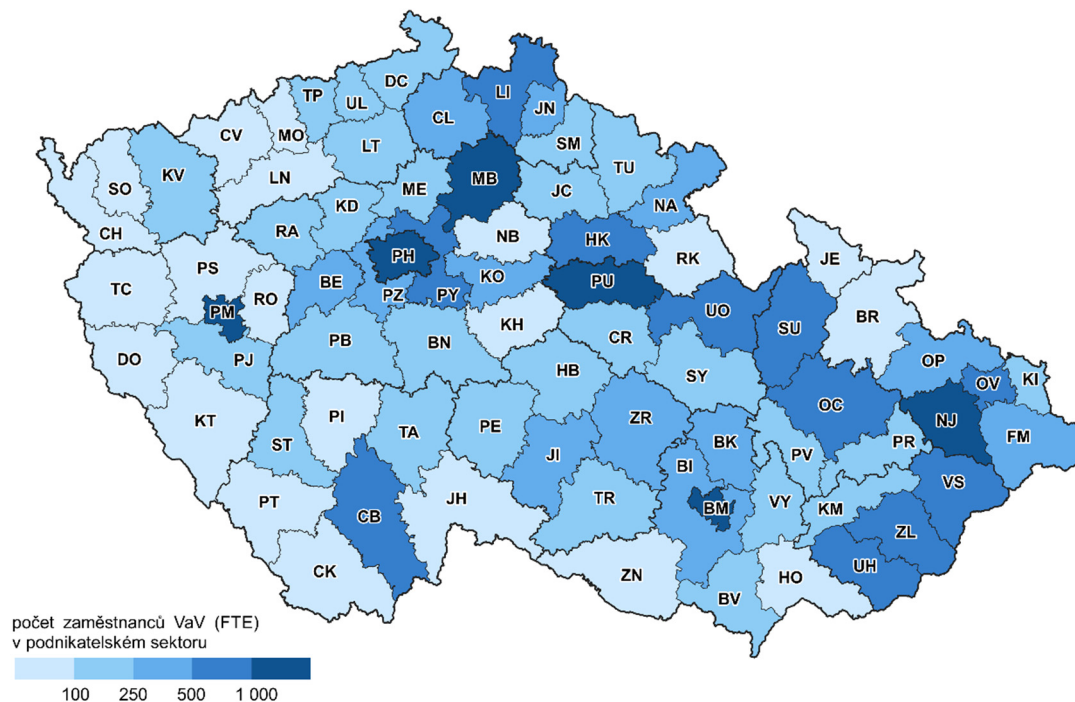 DC
LI
TP
UL
JN
CL
CV
MO
SM
LT
TU
KV
LN
MB
SO
ME
JC
KD
NA
RA
NB
HK
CH
PH
RK
JE
PS
KO
TC
BE
PU
RO
PZ
PY
PM
UO
SU
BR
KH
PB
BN
CR
DO
PJ
OP
HB
SY
KI
OV
OC
KT
PI
ZR
NJ
ST
TA
PE
BK
PR
FM
JI
PV
BI
VS
PT
JH
TR
VY
BM
KM
CB
ZL
UH
CK
ZN
HO
BV
počet zaměstnanců VaV (FTE)
v podnikatelském sektoru
100 250 500 1 000